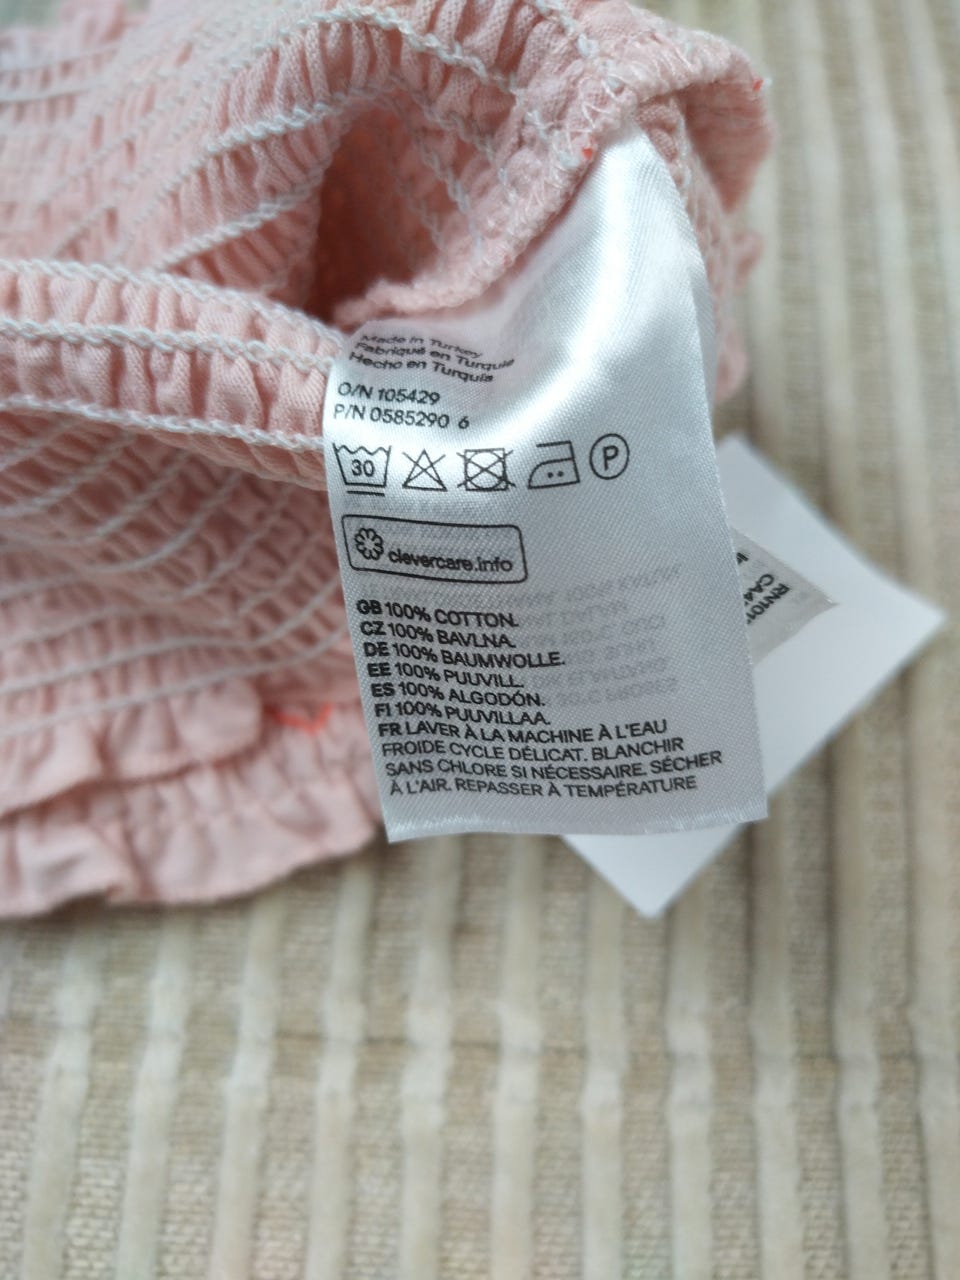 Made in Turkey
Fabriqué en Turquie
Hecho en Turquía
O/N 105429
P/N 0585290 6
30
P
clevercare.info
GB 100% COTTON.
CZ 100% BAVLNA.
DE 100% BAUMWOLLE.
EE 100% PUUVILL.
ES 100% ALGODÓN.
FI 100% PUUVILLAA.
FR LAVER À LA MACHINE À L'EAU
FROIDE CYCLE DÉLICAT. BLANCHIR
SANS CHLORE SI NÉCESSAIRE. SÉCHER
À L'AIR. REPASSER À TEMPÉRATURE